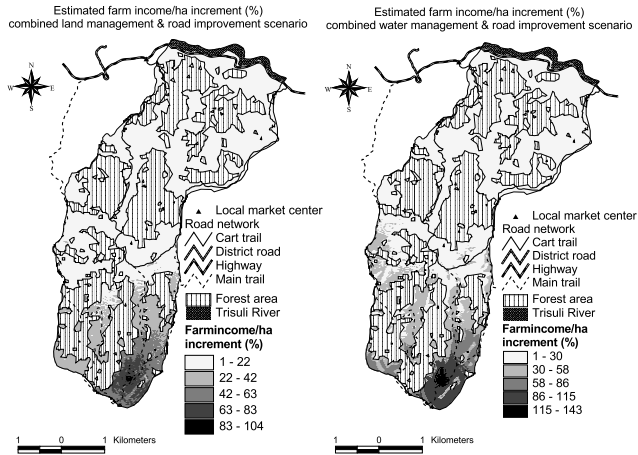 Estimated farm income/ha increment (%)
combined land management & road improvement scenario
N
W E
S
Local market center
Road network
Cart trail
District road
Highway
Main trail
Forest area
Trisuli River
Farmincome/ha
increment (%)
1 - 22
22 - 42
42 - 63
63 - 83
83 - 104
1 0 1 Kilometers
Estimated farm income/ha increment (%)
combined water management & road improvement scenario
N
W E
S
Local market center
Road network
Cart trail
District road
Highway
Main trail
Forest area
Trisuli River
Farmincome/ha
increment (%)
1 - 30
30 - 58
58 - 86
86 - 115
115 - 143
1 0 1 Kilometers